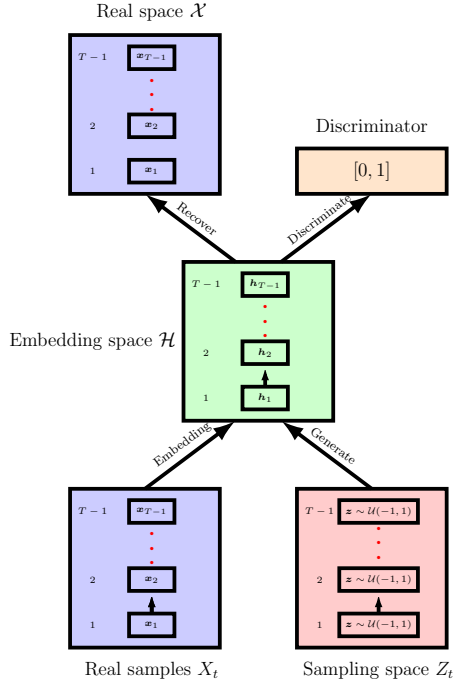 Real space 𝒳
T − 1
x_{T−1}
2
x_2
1
x_1
Discriminator
[0, 1]
Recover
Discriminate
Embedding space ℋ
T − 1
h_{T−1}
2
h_2
1
h_1
Embedding
Generate
T − 1
x_{T−1}
2
x_2
1
x_1
Real samples X_t
T − 1
z ∼ 𝒰(−1, 1)
2
z ∼ 𝒰(−1, 1)
1
z ∼ 𝒰(−1, 1)
Sampling space Z_t